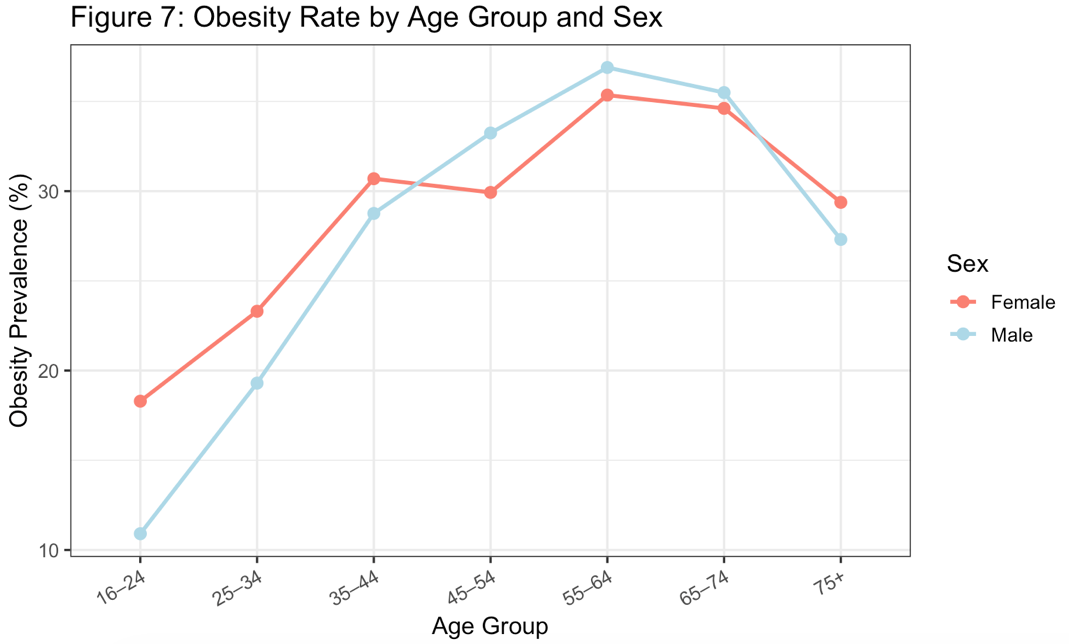 Figure 7: Obesity Rate by Age Group and Sex
Obesity Prevalence (%)
30
20
10
16–24
25–34
35–44
45–54
55–64
65–74
75+
Age Group
Sex
Female
Male